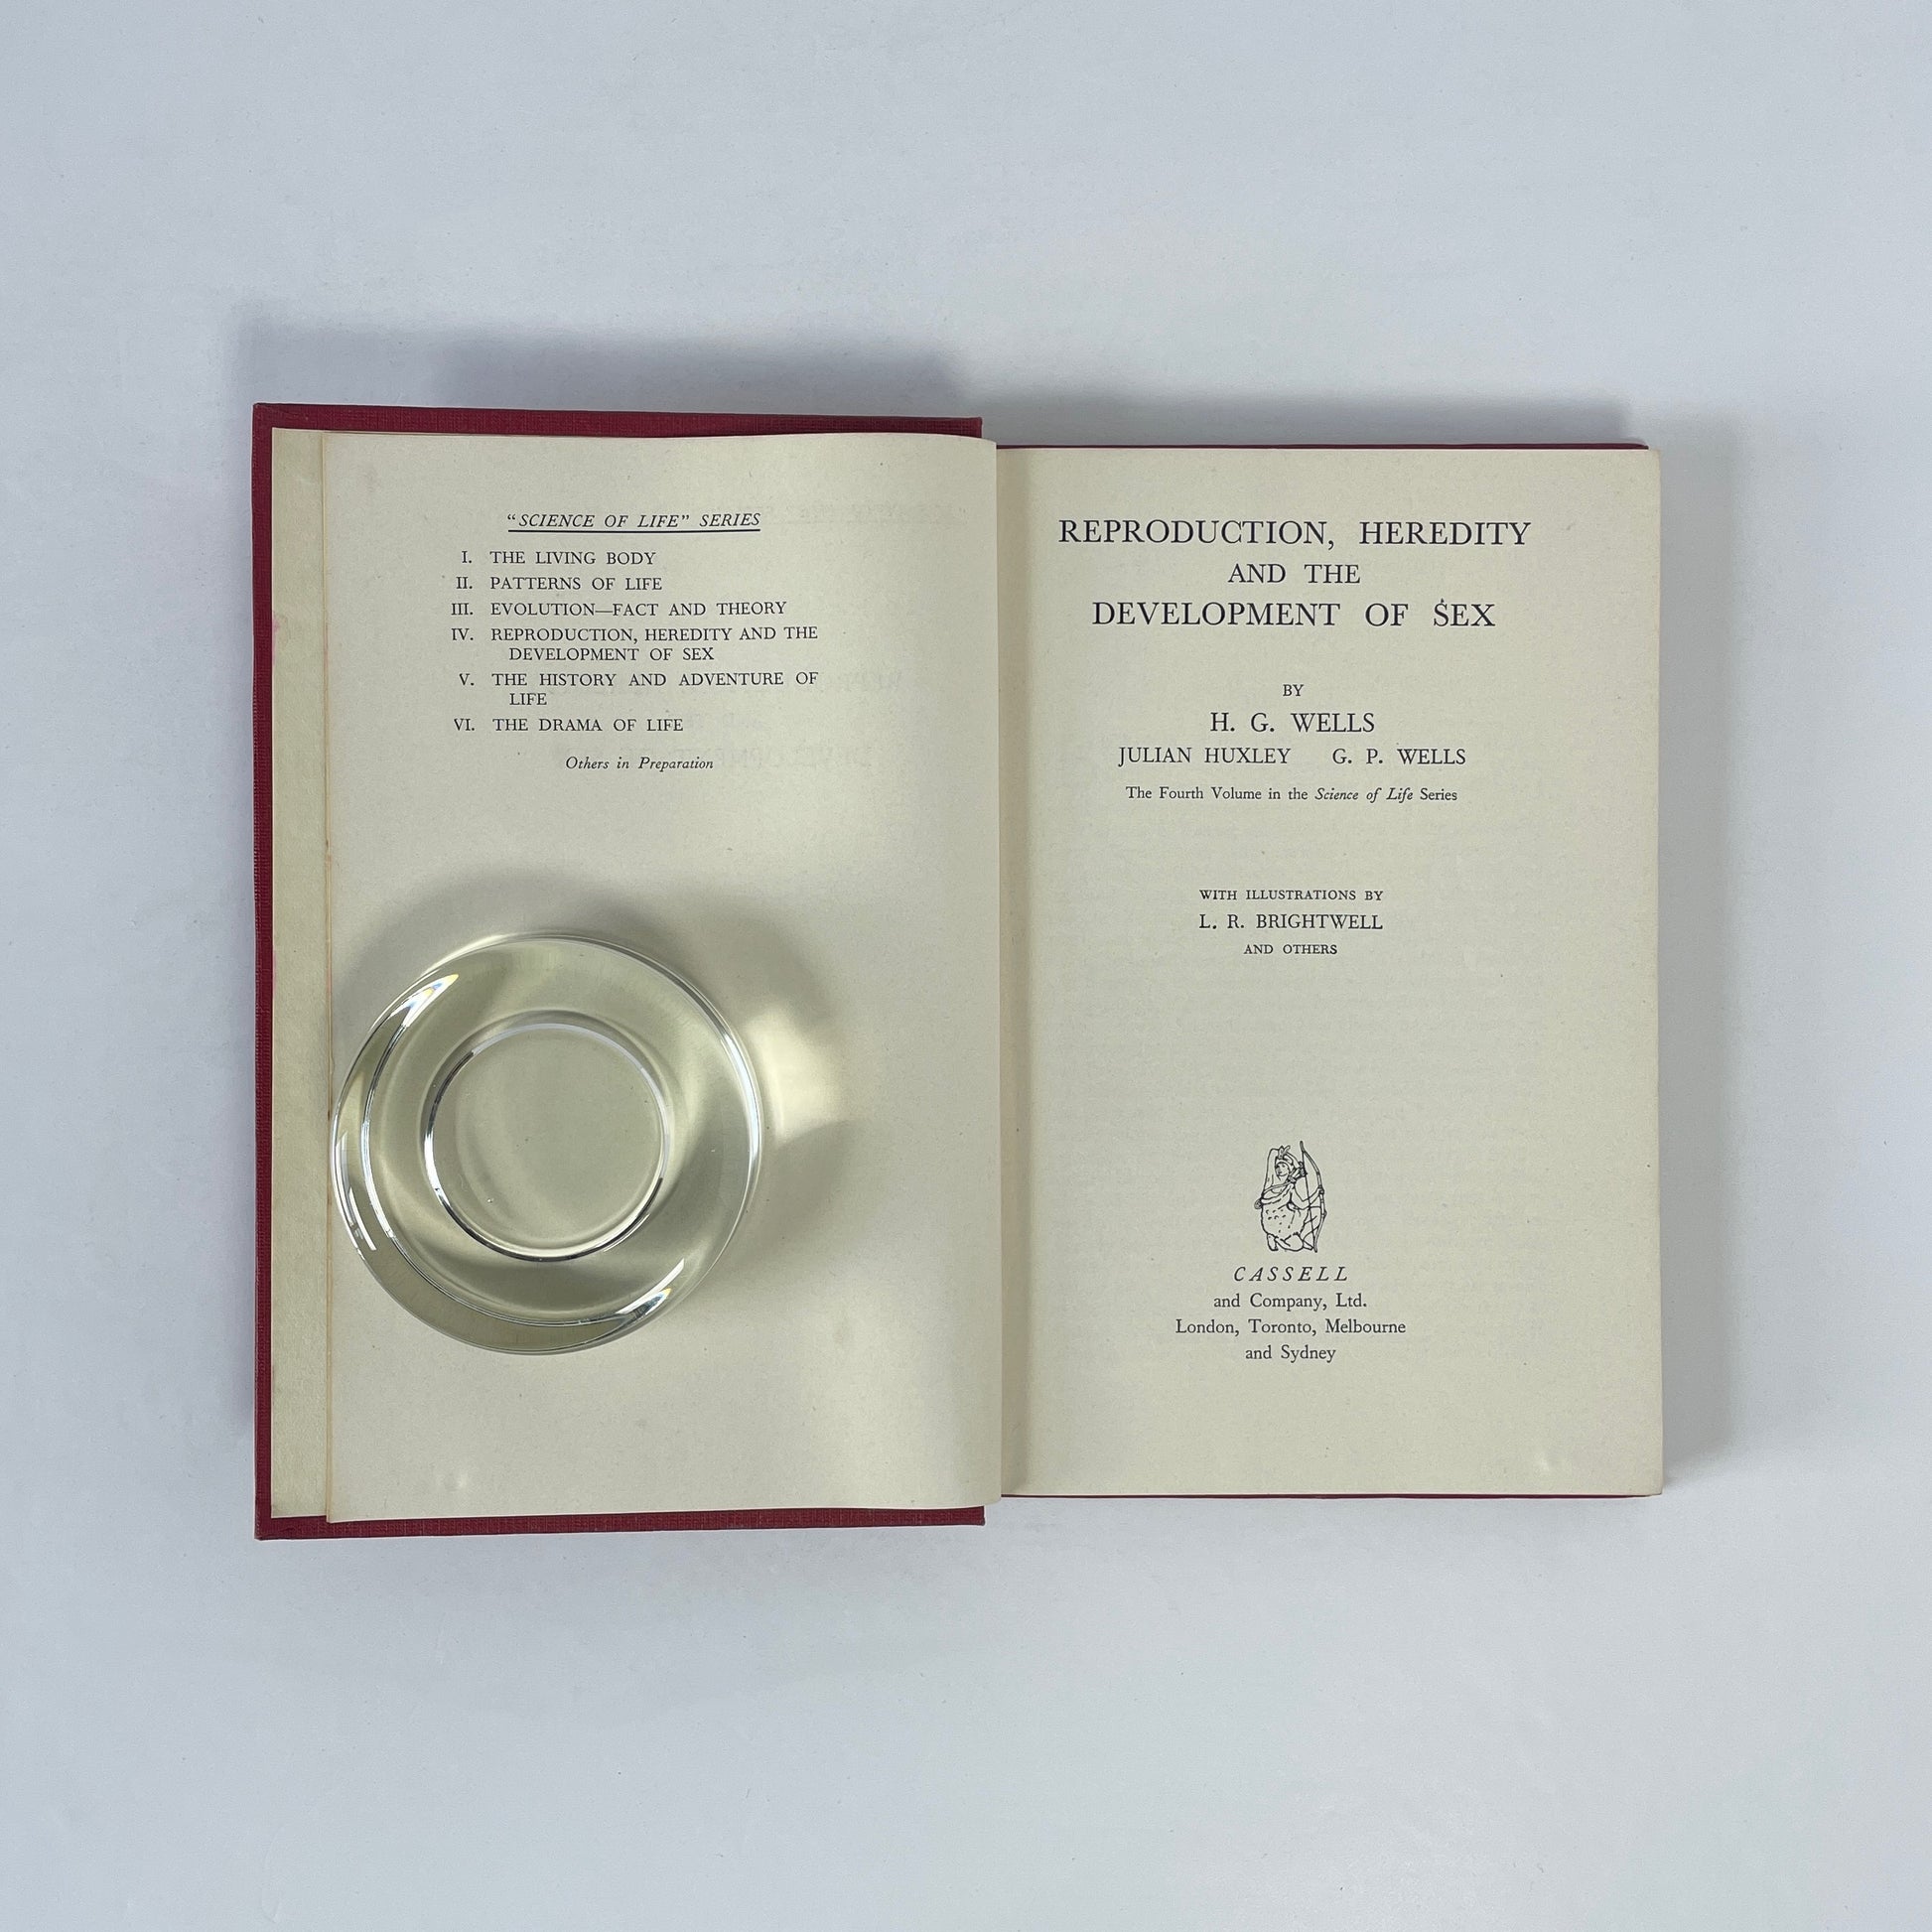 "SCIENCE OF LIFE" SERIES
I. THE LIVING BODY
II. PATTERNS OF LIFE
III. EVOLUTION—FACT AND THEORY
IV. REPRODUCTION, HEREDITY AND THE
DEVELOPMENT OF SEX
V. THE HISTORY AND ADVENTURE OF
LIFE
VI. THE DRAMA OF LIFE
Others in Preparation
REPRODUCTION, HEREDITY
AND THE
DEVELOPMENT OF SEX
BY
H. G. WELLS
JULIAN HUXLEY G. P. WELLS
The Fourth Volume in the Science of Life Series
WITH ILLUSTRATIONS BY
L. R. BRIGHTWELL
AND OTHERS
CASSELL
and Company, Ltd.
London, Toronto, Melbourne
and Sydney